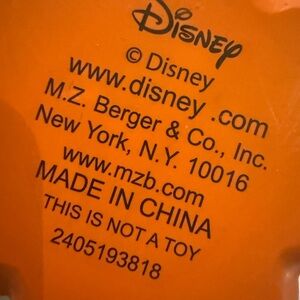 Disney
© Disney
www.disney.com
M.Z. Berger & Co., Inc.
New York, N.Y. 10016
www.mzb.com
MADE IN CHINA
THIS IS NOT A TOY
2405193818